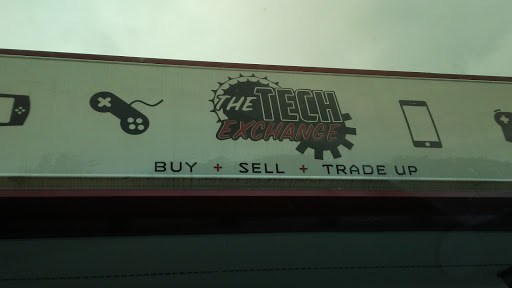 THE TECH
EXCHANGE
BUY + SELL + TRADE UP